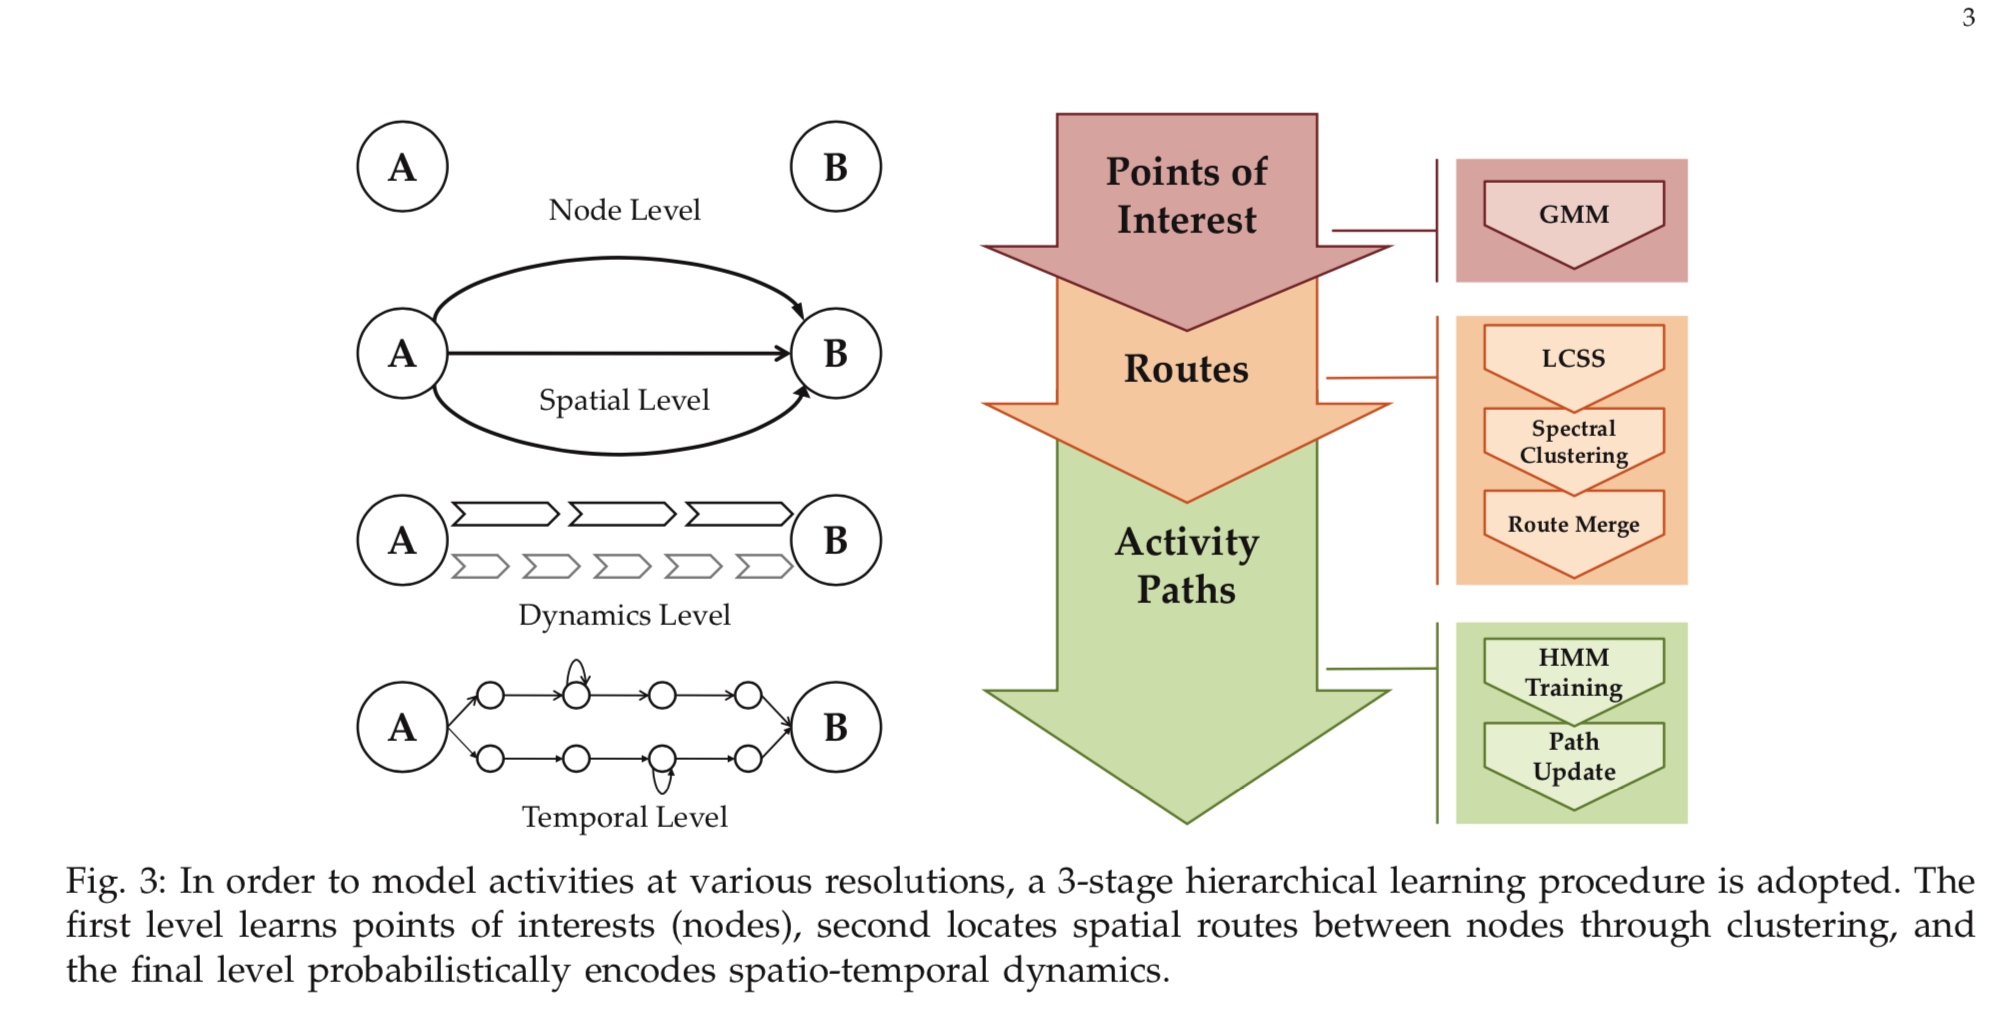 3
A
B
Node Level
A
B
Spatial Level
A
B
Dynamics Level
A
B
Temporal Level
Points of
Interest
Routes
Activity
Paths
GMM
LCSS
Spectral
Clustering
Route Merge
HMM
Training
Path
Update
Fig. 3: In order to model activities at various resolutions, a 3-stage hierarchical learning procedure is adopted. The
first level learns points of interests (nodes), second locates spatial routes between nodes through clustering, and
the final level probabilistically encodes spatio-temporal dynamics.